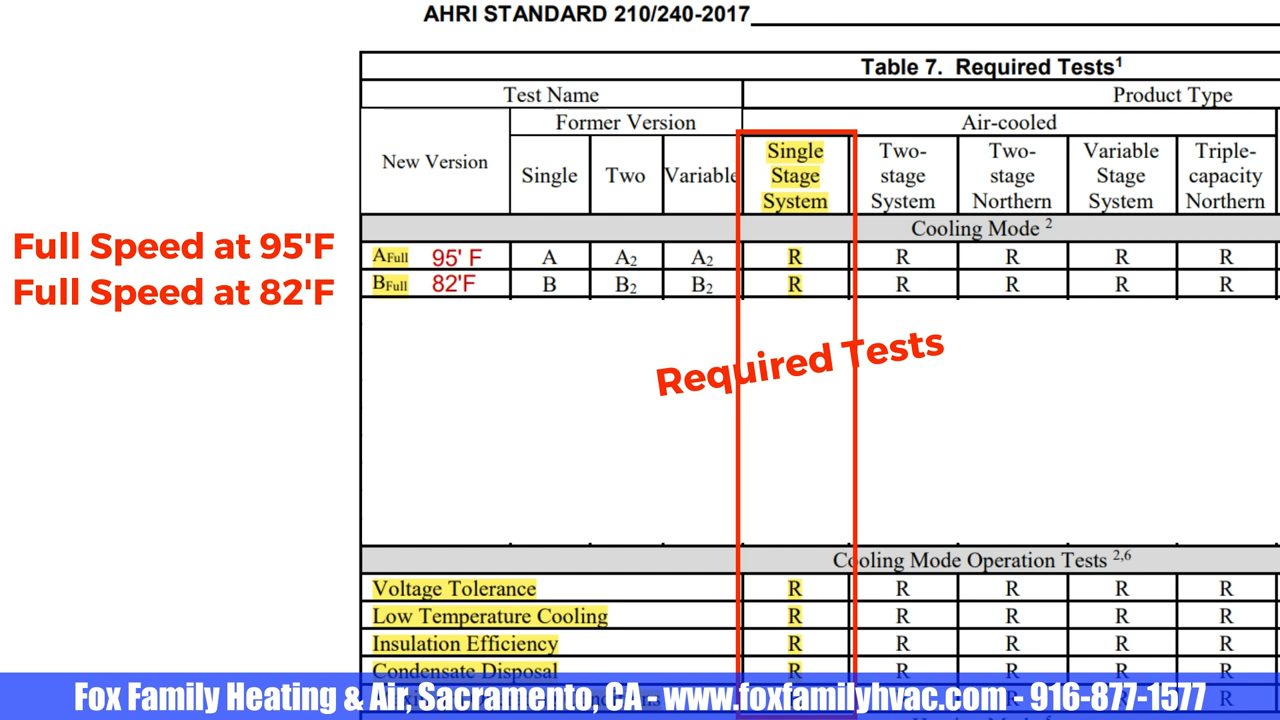 AHRI STANDARD 210/240-2017
Table 7. Required Tests1
Test Name Product Type
Former Version Air-cooled
New Version Single Two Variable Single Stage System Two-stage System Two-stage Northern Variable Stage System Triple-capacity Northern
Cooling Mode 2
Full Speed at 95'F
AFull 95' F A A2 A2 R R R R R
Full Speed at 82'F
BFull 82'F B B2 B2 R R R R R
Required Tests
Cooling Mode Operation Tests 2,6
Voltage Tolerance R R R R R
Low Temperature Cooling R R R R R
Insulation Efficiency R R R R R
Condensate Disposal R R R R R
Fox Family Heating & Air, Sacramento, CA - www.foxfamilyhvac.com - 916-877-1577